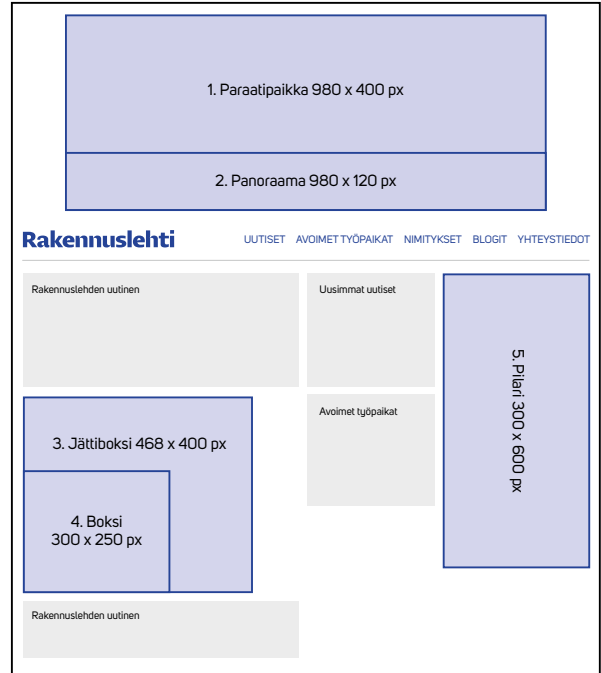 1. Paraatipaikka 980 x 400 px
2. Panoraama 980 x 120 px
Rakennuslehti
UUTISET AVOIMET TYÖPAIKAT NIMITYKSET BLOGIT YHTEYSTIEDOT
Rakennuslehden uutinen
Uusimmat uutiset
5. Pilari 300 x 600 px
Avoimet työpaikat
3. Jättiboksi 468 x 400 px
4. Boksi
300 x 250 px
Rakennuslehden uutinen